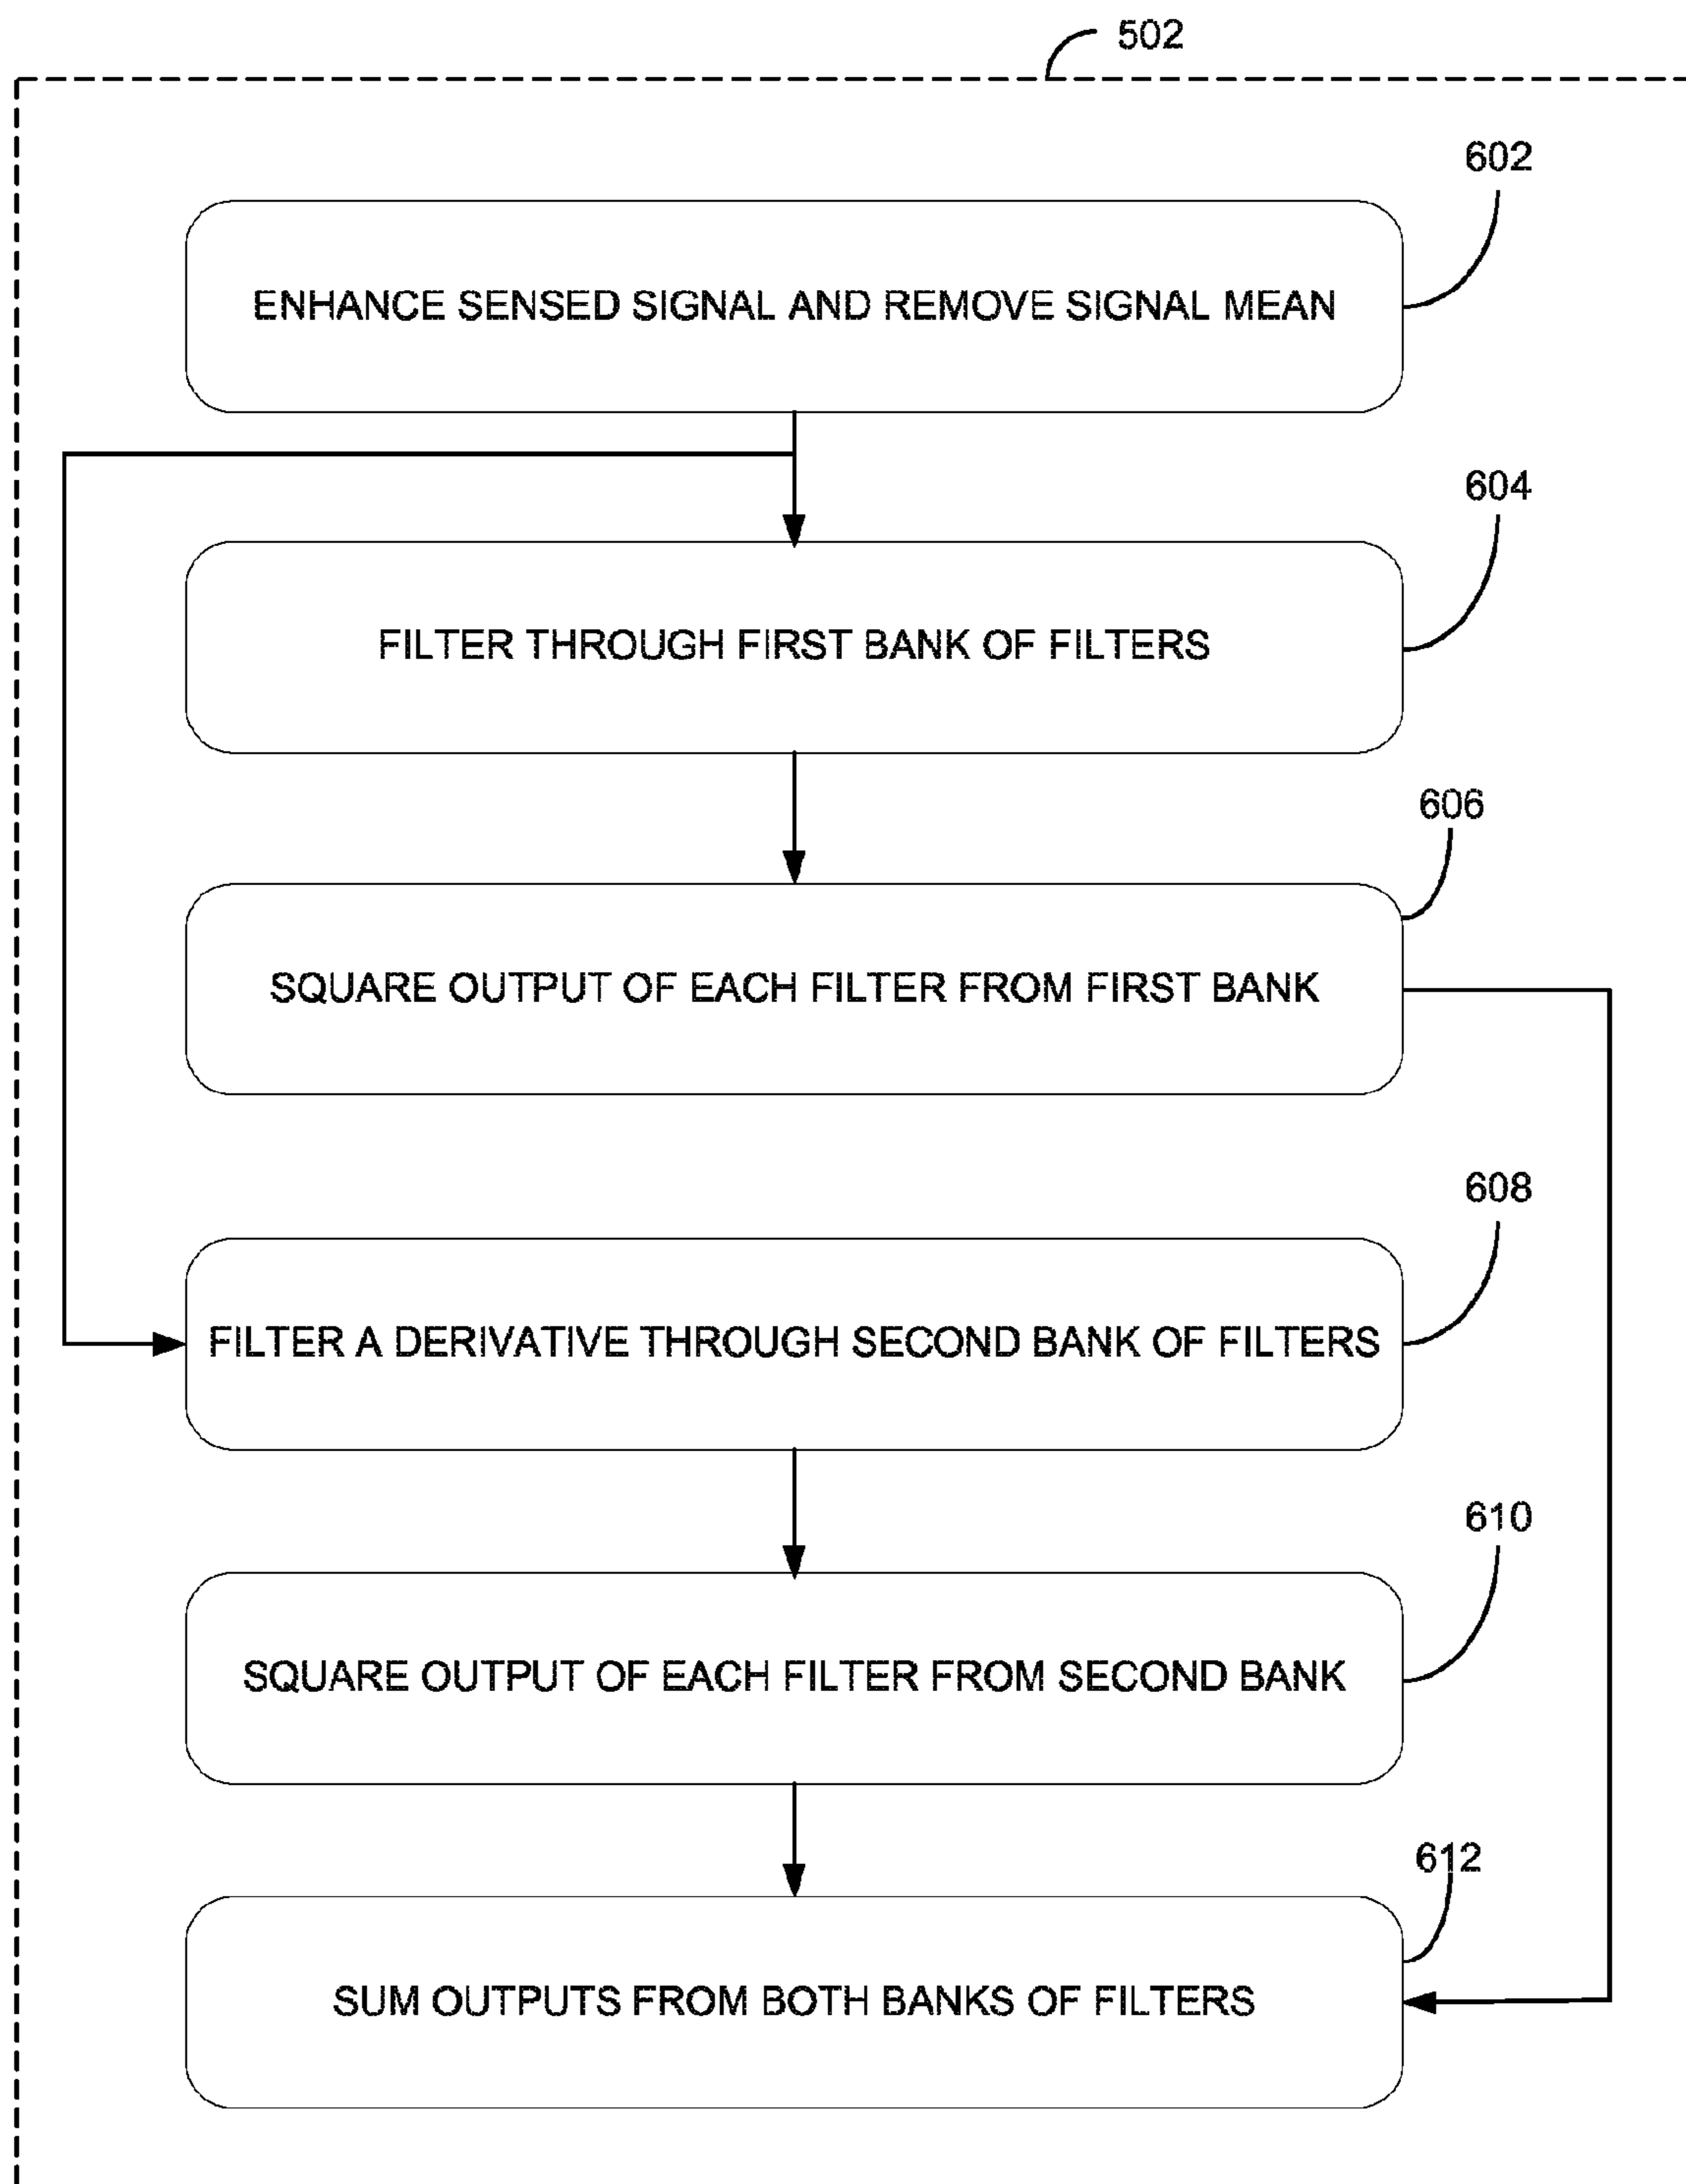 502
602
ENHANCE SENSED SIGNAL AND REMOVE SIGNAL MEAN
604
FILTER THROUGH FIRST BANK OF FILTERS
606
SQUARE OUTPUT OF EACH FILTER FROM FIRST BANK
608
FILTER A DERIVATIVE THROUGH SECOND BANK OF FILTERS
610
SQUARE OUTPUT OF EACH FILTER FROM SECOND BANK
612
SUM OUTPUTS FROM BOTH BANKS OF FILTERS